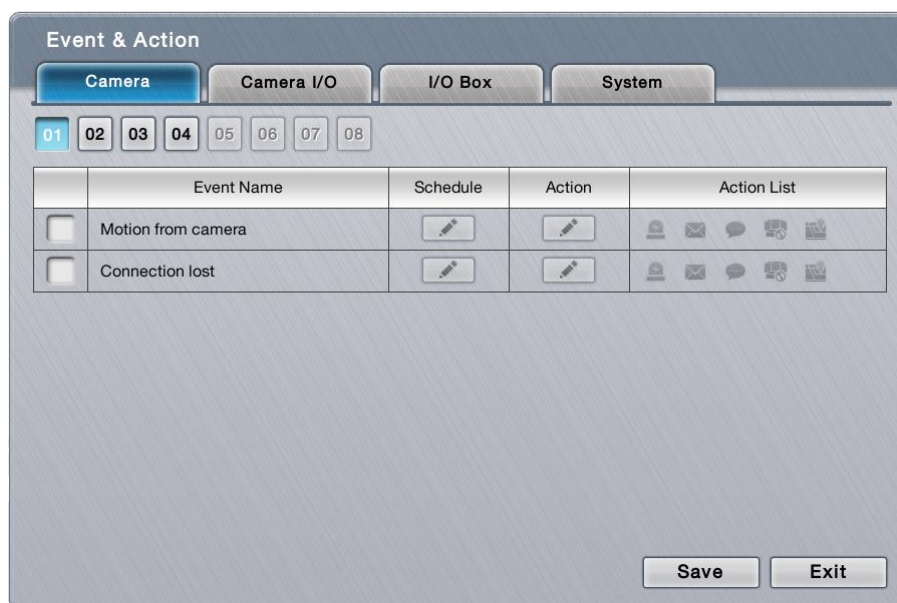 Event & Action
Camera Camera I/O I/O Box System
01 02 03 04 05 06 07 08
Event Name Schedule Action Action List
Motion from camera
Connection lost
Save Exit